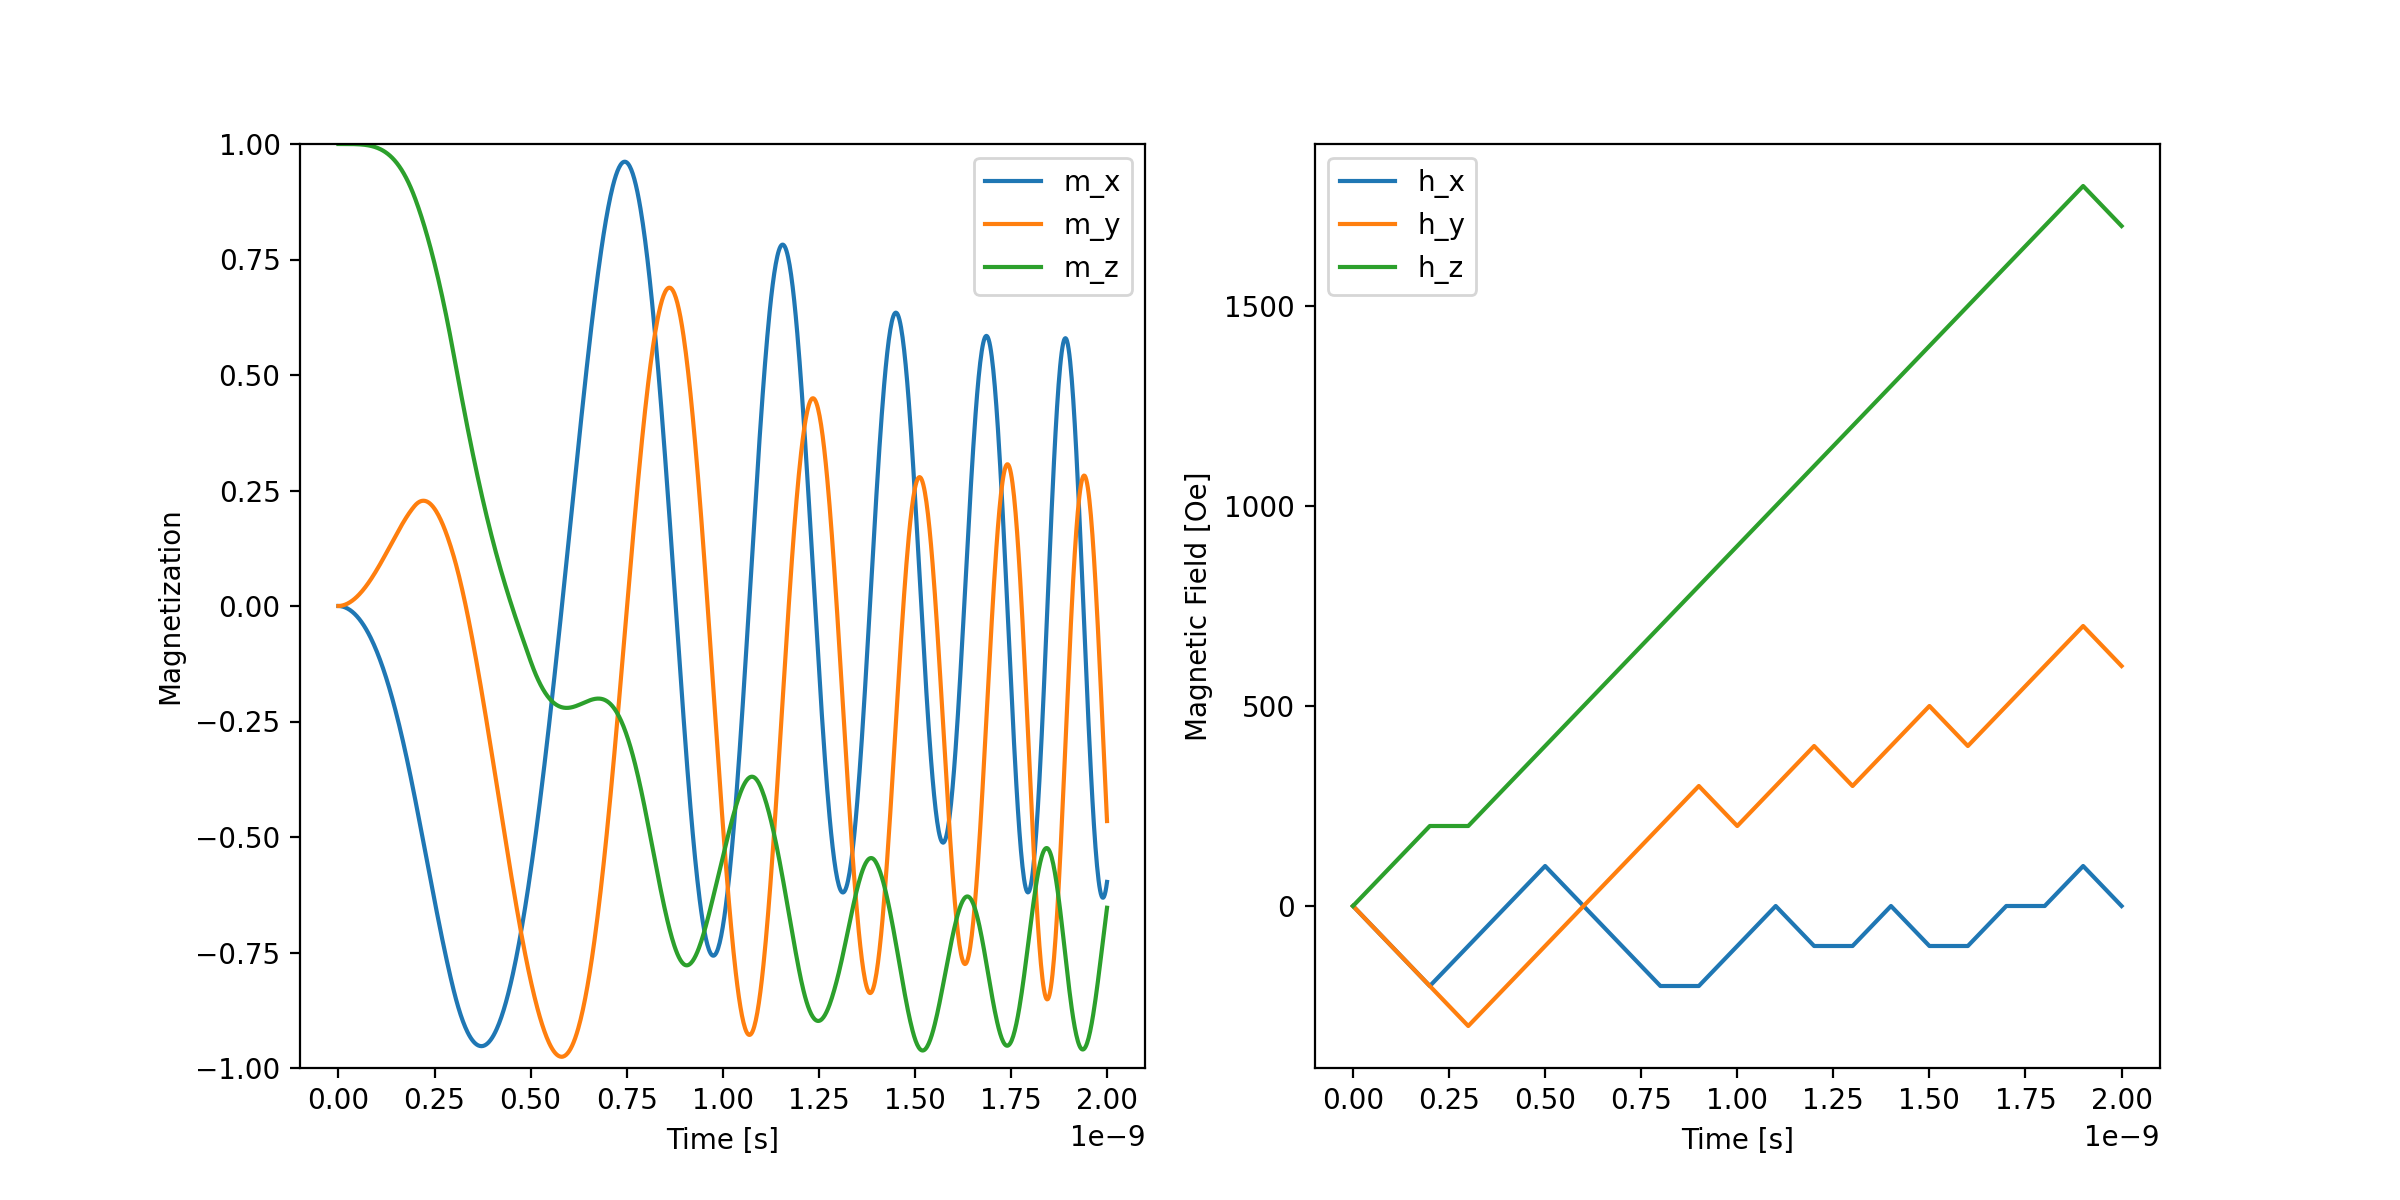 Magnetization
1.00
0.75
0.50
0.25
0.00
−0.25
−0.50
−0.75
−1.00
0.00 0.25 0.50 0.75 1.00 1.25 1.50 1.75 2.00
Time [s]
1e−9
m_x
m_y
m_z
Magnetic Field [Oe]
1500
1000
500
0
0.00 0.25 0.50 0.75 1.00 1.25 1.50 1.75 2.00
Time [s]
1e−9
h_x
h_y
h_z